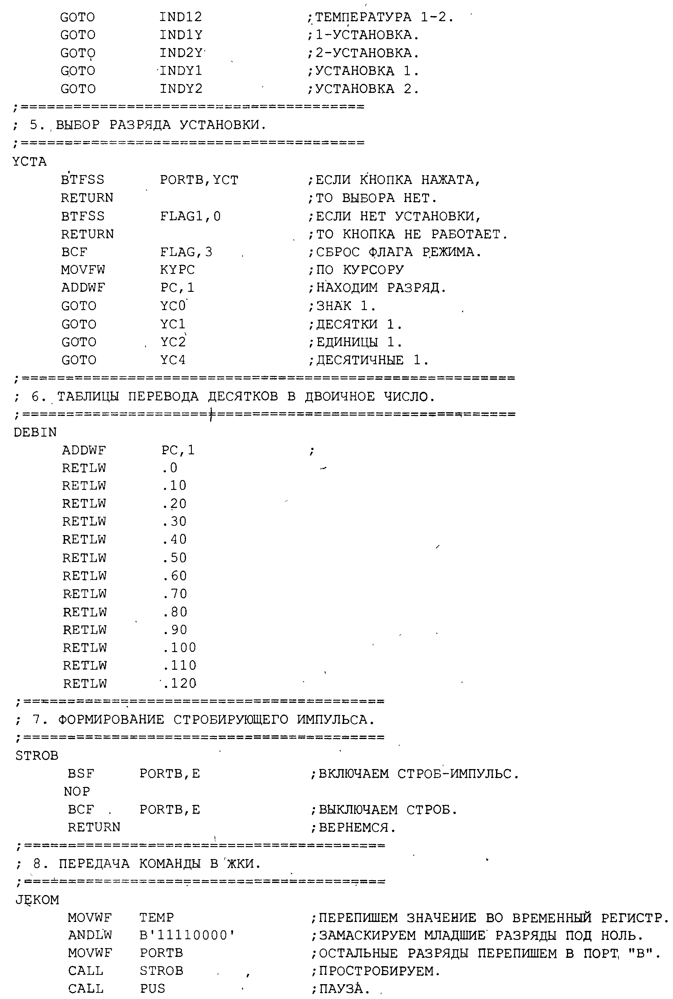 GOTO IND12 ;ТЕМПЕРАТУРА 1-2.
GOTO IND1Y ;1-УСТАНОВКА.
GOTO IND2Y ;2-УСТАНОВКА.
GOTO INDY1 ;УСТАНОВКА 1.
GOTO INDY2 ;УСТАНОВКА 2.
;=======================================
; 5. ВЫБОР РАЗРЯДА УСТАНОВКИ.
;=======================================
YCTA
BTFSS PORTB,YCT ;ЕСЛИ КНОПКА НАЖАТА,
RETURN ;ТО ВЫБОРА НЕТ.
BTFSS FLAG1,0 ;ЕСЛИ НЕТ УСТАНОВКИ,
RETURN ;ТО КНОПКА НЕ РАБОТАЕТ.
BCF FLAG,3 ;СБРОС ФЛАГА РЕЖИМА.
MOVFW KYPC ;ПО КУРСОРУ
ADDWF PC,1 ;НАХОДИМ РАЗРЯД.
GOTO YC0 ;ЗНАК 1.
GOTO YC1 ;ДЕСЯТКИ 1.
GOTO YC2 ;ЕДИНИЦЫ 1.
GOTO YC4 ;ДЕСЯТИЧНЫЕ 1.
;========================================================
; 6. ТАБЛИЦЫ ПЕРЕВОДА ДЕСЯТКОВ В ДВОИЧНОЕ ЧИСЛО.
;========================================================
DEBIN
ADDWF PC,1 ;
RETLW .0
RETLW .10
RETLW .20
RETLW .30
RETLW .40
RETLW .50
RETLW .60
RETLW .70
RETLW .80
RETLW .90
RETLW .100
RETLW .110
RETLW .120
;=========================================
; 7. ФОРМИРОВАНИЕ СТРОБИРУЮЩЕГО ИМПУЛЬСА.
;=========================================
STROB
BSF PORTB,E ;ВКЛЮЧАЕМ СТРОБ-ИМПУЛЬС.
NOP
BCF PORTB,E ;ВЫКЛЮЧАЕМ СТРОБ.
RETURN ;ВЕРНЕМСЯ.
;=========================================
; 8. ПЕРЕДАЧА КОМАНДЫ В ЖКИ.
;=========================================
JEKOM
MOVWF TEMP ;ПЕРЕПИШЕМ ЗНАЧЕНИЕ ВО ВРЕМЕННЫЙ РЕГИСТР.
ANDLW B'11110000' ;ЗАМАСКИРУЕМ МЛАДШИЕ РАЗРЯДЫ ПОД НОЛЬ.
MOVWF PORTB ;ОСТАЛЬНЫЕ РАЗРЯДЫ ПЕРЕПИШЕМ В ПОРТ "B".
CALL STROB ;ПРОСТРОБИРУЕМ.
CALL PUS ;ПАУЗА.